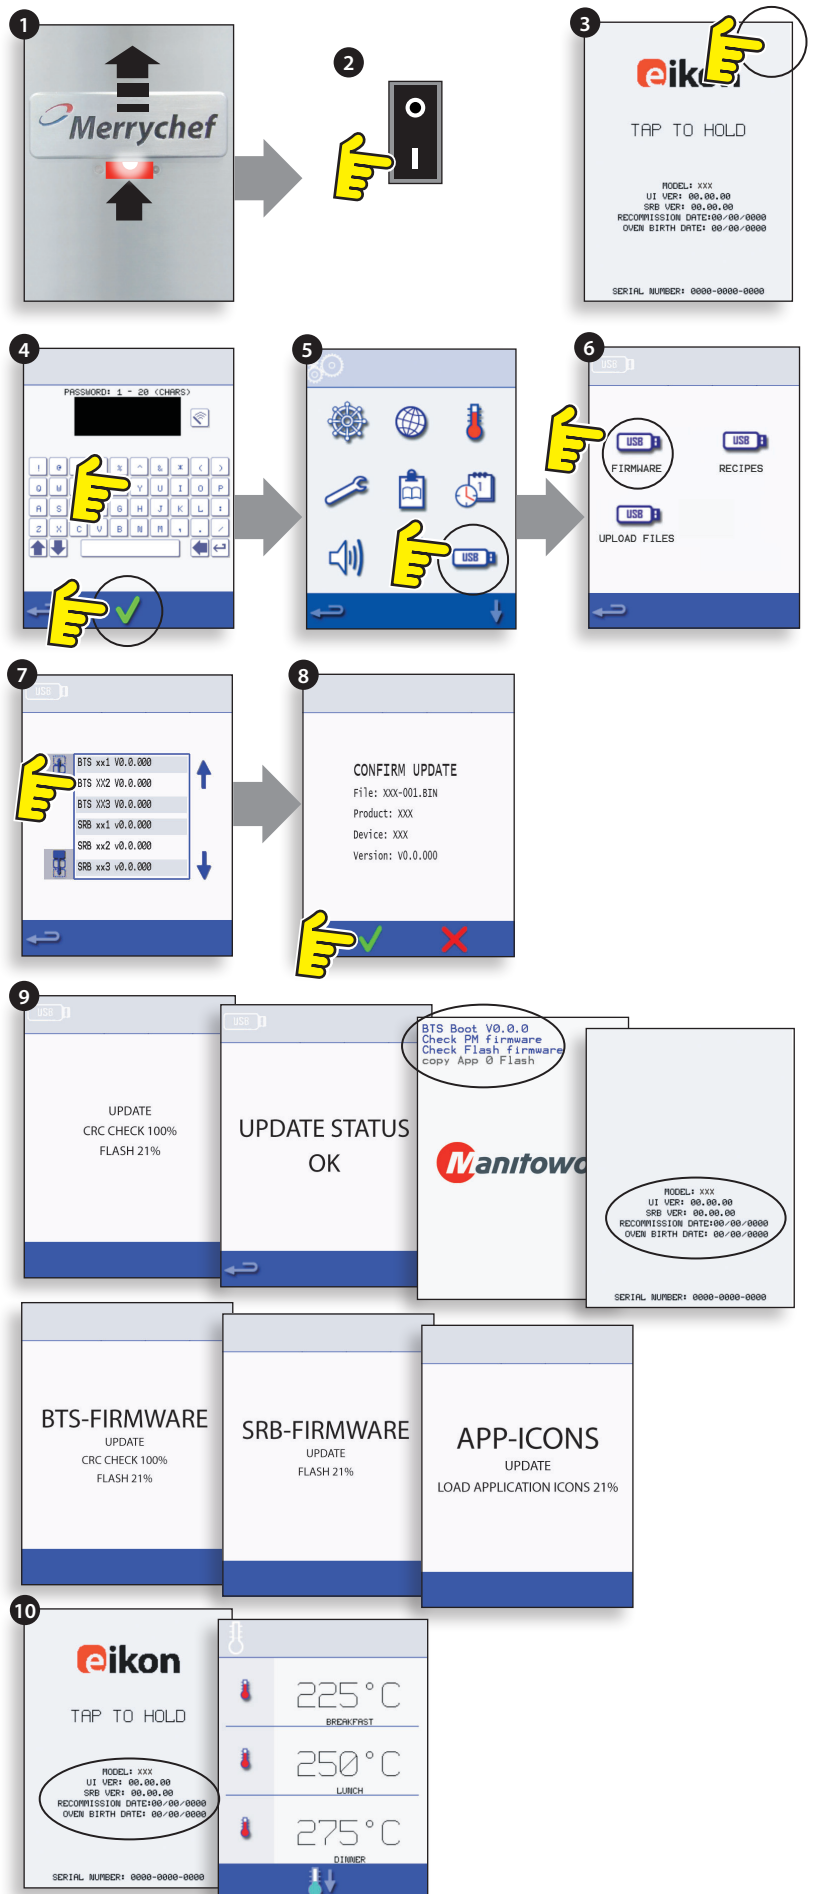 1
Merrychef
2
3
eik
TAP TO HOLD
MODEL: XXX
UI VER: 00.00.00
SRB VER: 00.00.00
RECOMMISSION DATE:00/00/0000
OVEN BIRTH DATE: 00/00/0000
SERIAL NUMBER: 0000-0000-0000
4
PASSWORD: 1 - 20 (CHARS)
! @ % ^ & * ( )
Q W Y U I O P
A S G H J K L :
Z X C V B N M , . /
5
1
USB
6
USB
USB
USB
FIRMWARE
RECIPES
USB
UPLOAD FILES
7
USB
BTS xx1 V0.0.000
BTS XX2 V0.0.000
BTS XX3 V0.0.000
SRB xx1 v0.0.000
SRB xx2 v0.0.000
SRB xx3 v0.0.000
8
CONFIRM UPDATE
File: XXX-001.BIN
Product: XXX
Device: XXX
Version: V0.0.000
9
USB
UPDATE
CRC CHECK 100%
FLASH 21%
USB
UPDATE STATUS
OK
BTS Boot V0.0.0
Check PM firmware
Check Flash firmware
copy App 0 Flash
Manitowo
MODEL: XXX
UI VER: 00.00.00
SRB VER: 00.00.00
RECOMMISSION DATE:00/00/0000
OVEN BIRTH DATE: 00/00/0000
SERIAL NUMBER: 0000-0000-0000
BTS-FIRMWARE
UPDATE
CRC CHECK 100%
FLASH 21%
SRB-FIRMWARE
UPDATE
FLASH 21%
APP-ICONS
UPDATE
LOAD APPLICATION ICONS 21%
10
eikon
TAP TO HOLD
MODEL: XXX
UI VER: 00.00.00
SRB VER: 00.00.00
RECOMMISSION DATE:00/00/0000
OVEN BIRTH DATE: 00/00/0000
SERIAL NUMBER: 0000-0000-0000
225°C
BREAKFAST
250°C
LUNCH
275°C
DINNER